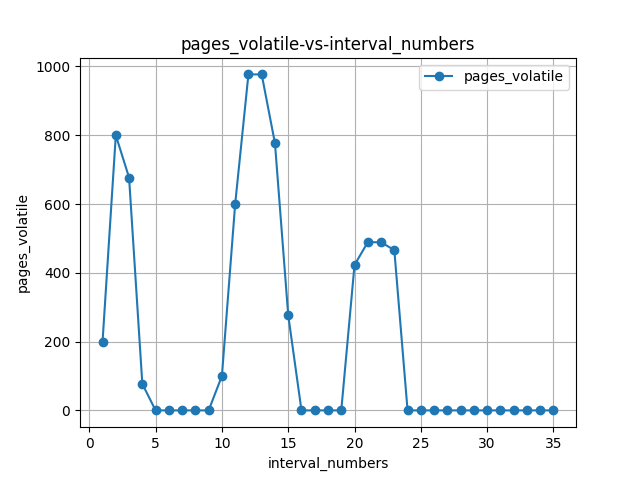 pages_volatile-vs-interval_numbers
pages_volatile
1000
800
600
400
200
0
pages_volatile
0 5 10 15 20 25 30 35
interval_numbers